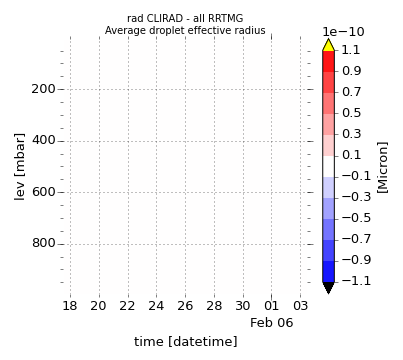 rad CLIRAD - all RRTMG
Average droplet effective radius
1e−10
1.1
0.9
0.7
0.5
0.3
0.1
−0.1
−0.3
−0.5
−0.7
−0.9
−1.1
[Micron]
lev [mbar]
200
400
600
800
18 20 22 24 26 28 30 01 03
Feb 06
time [datetime]